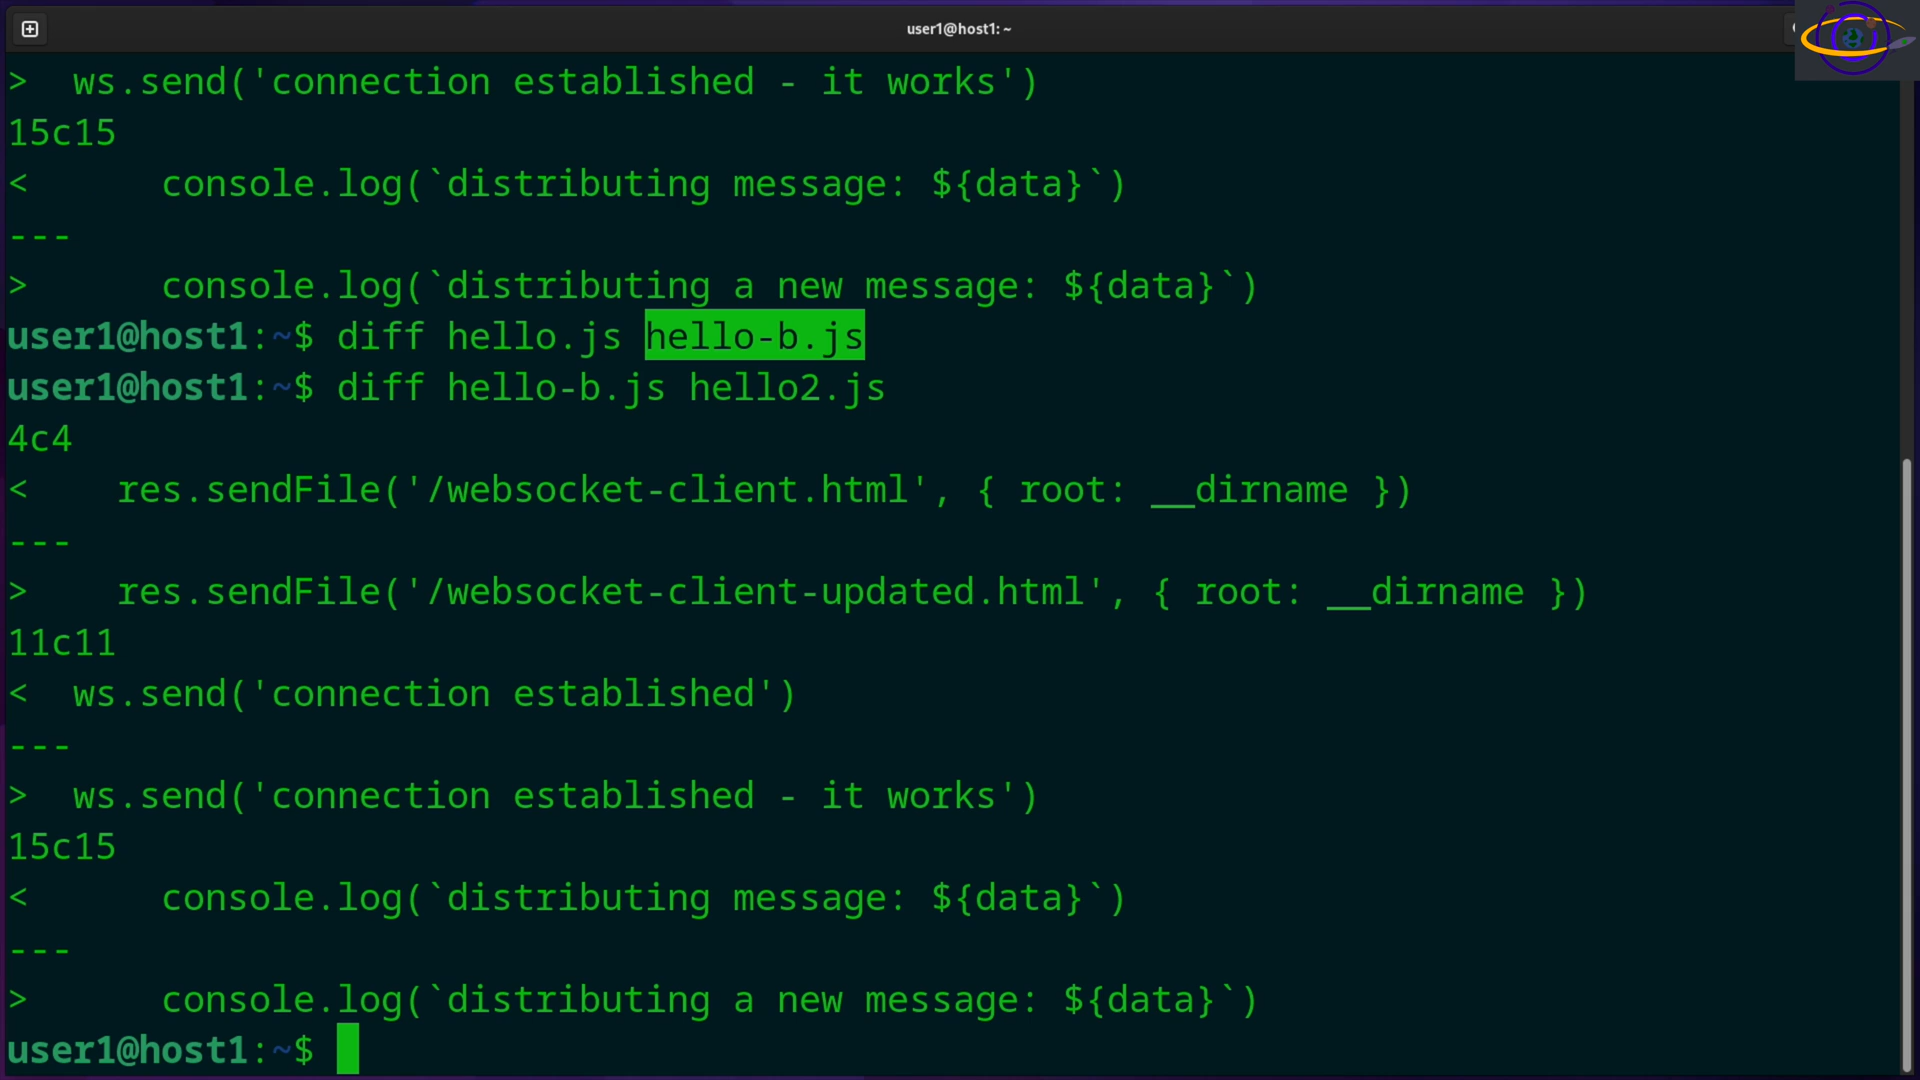 user1@host1: ~
>  ws.send('connection established - it works')
15c15
<      console.log(`distributing message: ${data}`)
---
>      console.log(`distributing a new message: ${data}`)
user1@host1:~$ diff hello.js hello-b.js
user1@host1:~$ diff hello-b.js hello2.js
4c4
<    res.sendFile('/websocket-client.html', { root: __dirname })
---
>    res.sendFile('/websocket-client-updated.html', { root: __dirname })
11c11
<  ws.send('connection established')
---
>  ws.send('connection established - it works')
15c15
<      console.log(`distributing message: ${data}`)
---
>      console.log(`distributing a new message: ${data}`)
user1@host1:~$